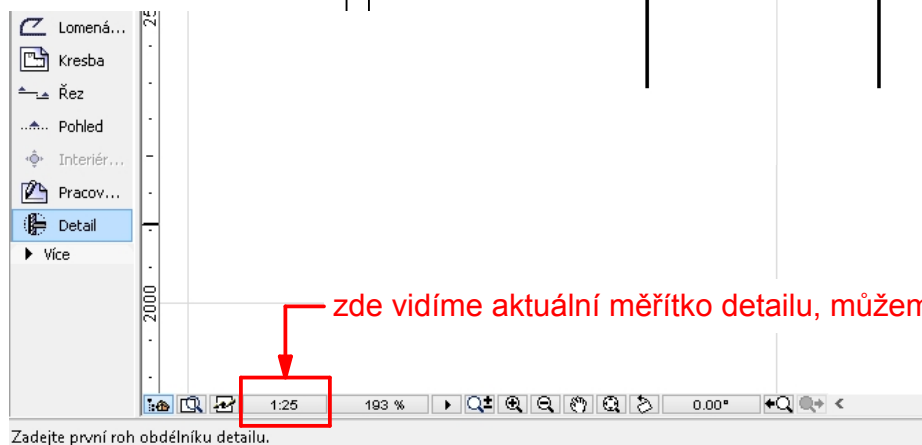 Lomená...
Kresba
Řez
Pohled
Interiér...
Pracov...
Detail
Více
2000
zde vidíme aktuální měřítko detailu, můžem
1:25
193 %
0.00°
Zadejte první roh obdélníku detailu.